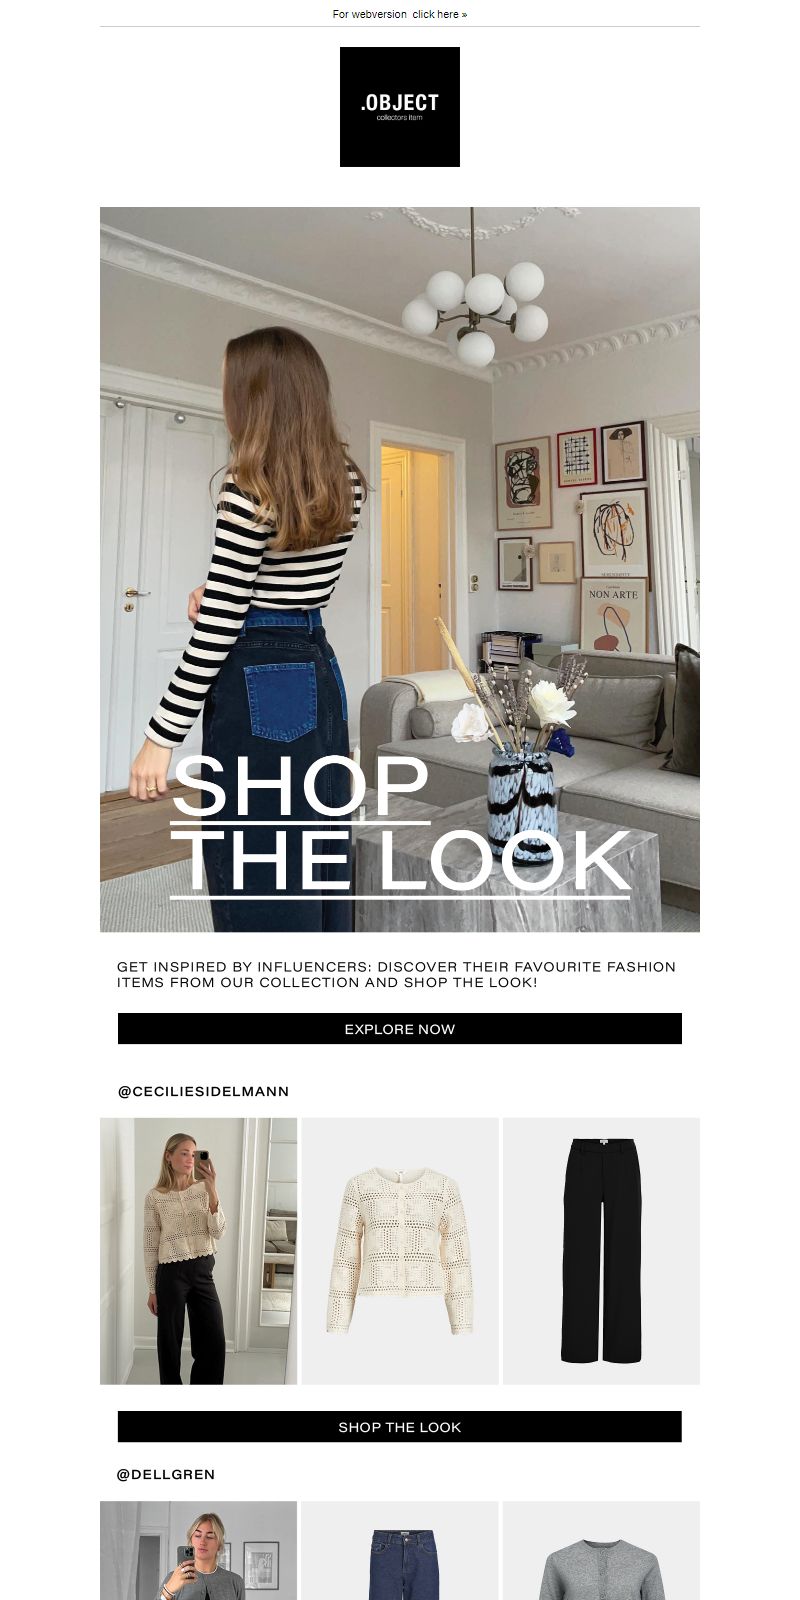 For webversion  click here »
.OBJECT
collectors item
NON ARTE
SHOP
THE LOOK
GET INSPIRED BY INFLUENCERS: DISCOVER THEIR FAVOURITE FASHION
ITEMS FROM OUR COLLECTION AND SHOP THE LOOK!
EXPLORE NOW
@CECILIESIDELMANN
SHOP THE LOOK
@DELLGREN